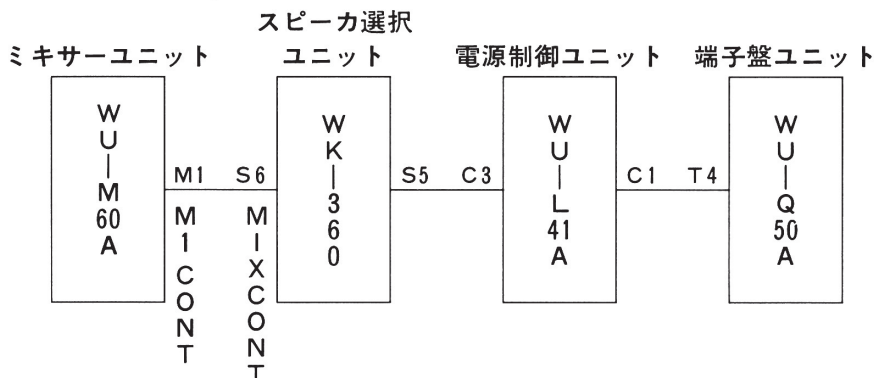 スピーカ選択
ユニット
ミキサーユニット
電源制御ユニット
端子盤ユニット
WU-M60A
M1
S6
M1CONT
MIXCONT
WK-360
S5
C3
WU-L41A
C1
T4
WU-Q50A